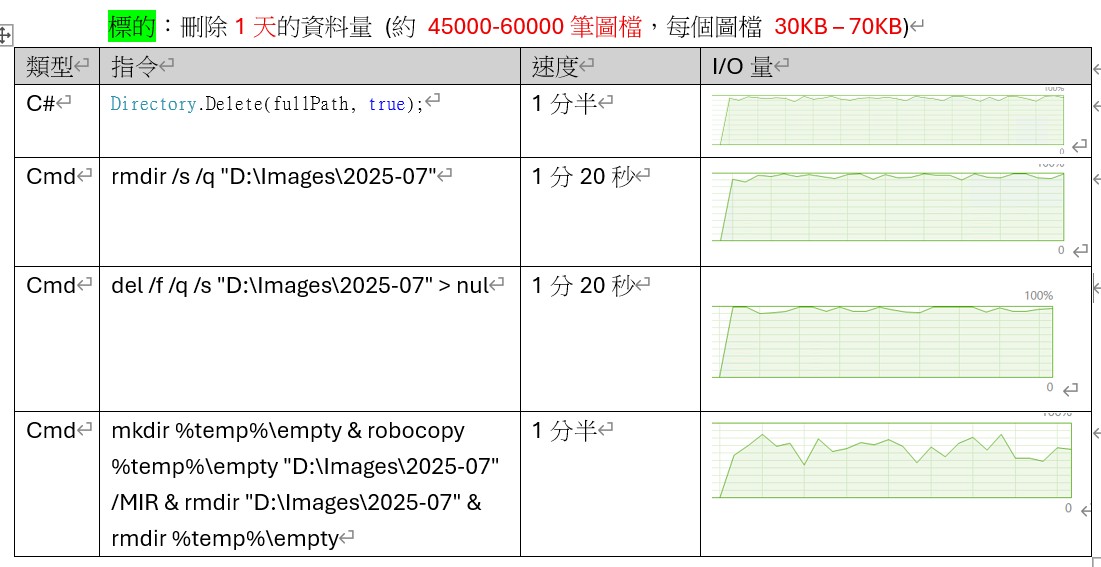 標的：刪除 1 天的資料量 (約 45000-60000 筆圖檔，每個圖檔 30KB – 70KB)
類型 指令 速度 I/O 量
C# Directory.Delete(fullPath, true); 1 分半
100%
0
Cmd rmdir /s /q "D:\Images\2025-07" 1 分 20 秒
100%
0
Cmd del /f /q /s "D:\Images\2025-07" > nul 1 分 20 秒
100%
0
Cmd mkdir %temp%\empty & robocopy 1 分半
%temp%\empty "D:\Images\2025-07"
/MIR & rmdir "D:\Images\2025-07" &
rmdir %temp%\empty
100%
0